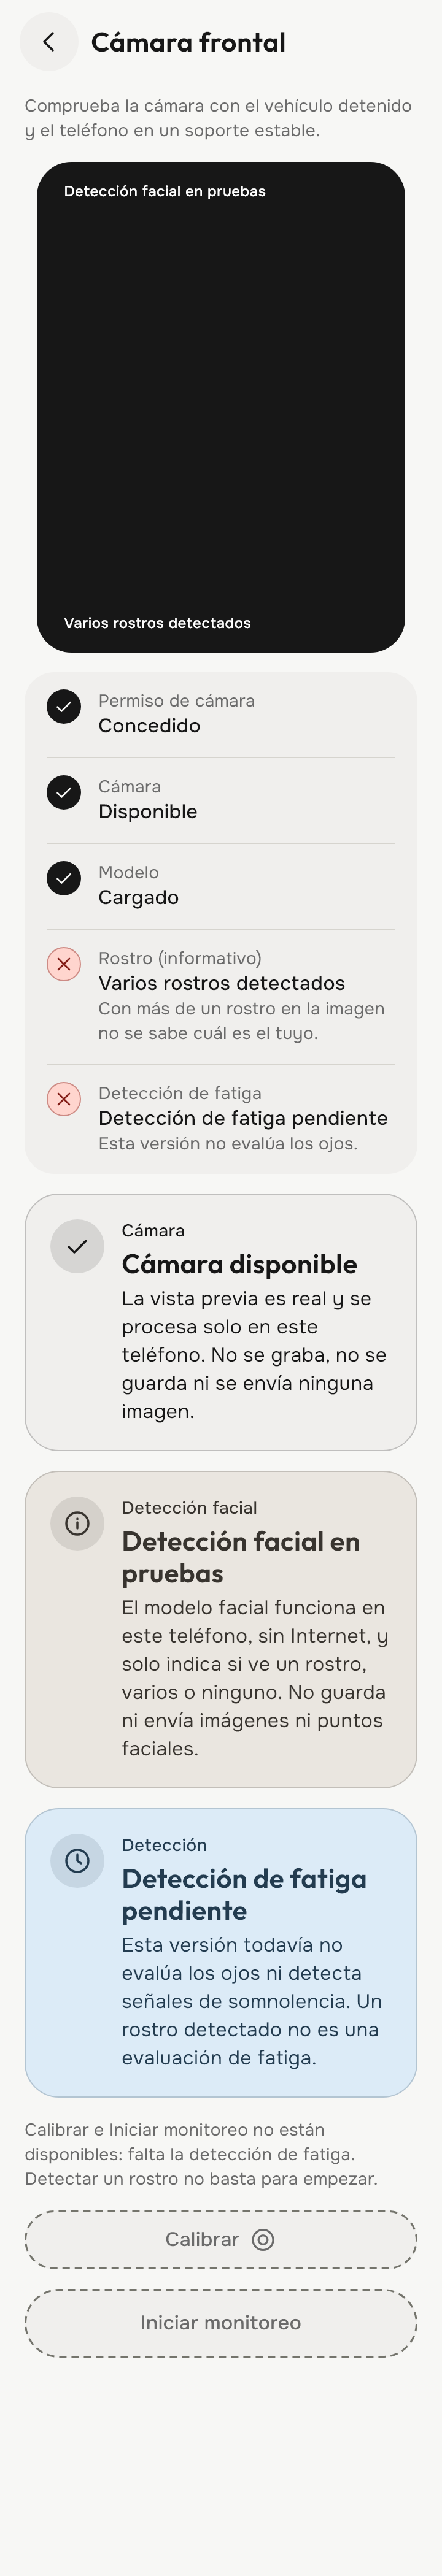 Cámara frontal
Comprueba la cámara con el vehículo detenido
y el teléfono en un soporte estable.
Detección facial en pruebas
Varios rostros detectados
Permiso de cámara
Concedido
Cámara
Disponible
Modelo
Cargado
Rostro (informativo)
Varios rostros detectados
Con más de un rostro en la imagen
no se sabe cuál es el tuyo.
Detección de fatiga
Detección de fatiga pendiente
Esta versión no evalúa los ojos.
Cámara
Cámara disponible
La vista previa es real y se
procesa solo en este
teléfono. No se graba, no se
guarda ni se envía ninguna
imagen.
Detección facial
Detección facial en
pruebas
El modelo facial funciona en
este teléfono, sin Internet, y
solo indica si ve un rostro,
varios o ninguno. No guarda
ni envía imágenes ni puntos
faciales.
Detección
Detección de fatiga
pendiente
Esta versión todavía no
evalúa los ojos ni detecta
señales de somnolencia. Un
rostro detectado no es una
evaluación de fatiga.
Calibrar e Iniciar monitoreo no están
disponibles: falta la detección de fatiga.
Detectar un rostro no basta para empezar.
Calibrar
Iniciar monitoreo